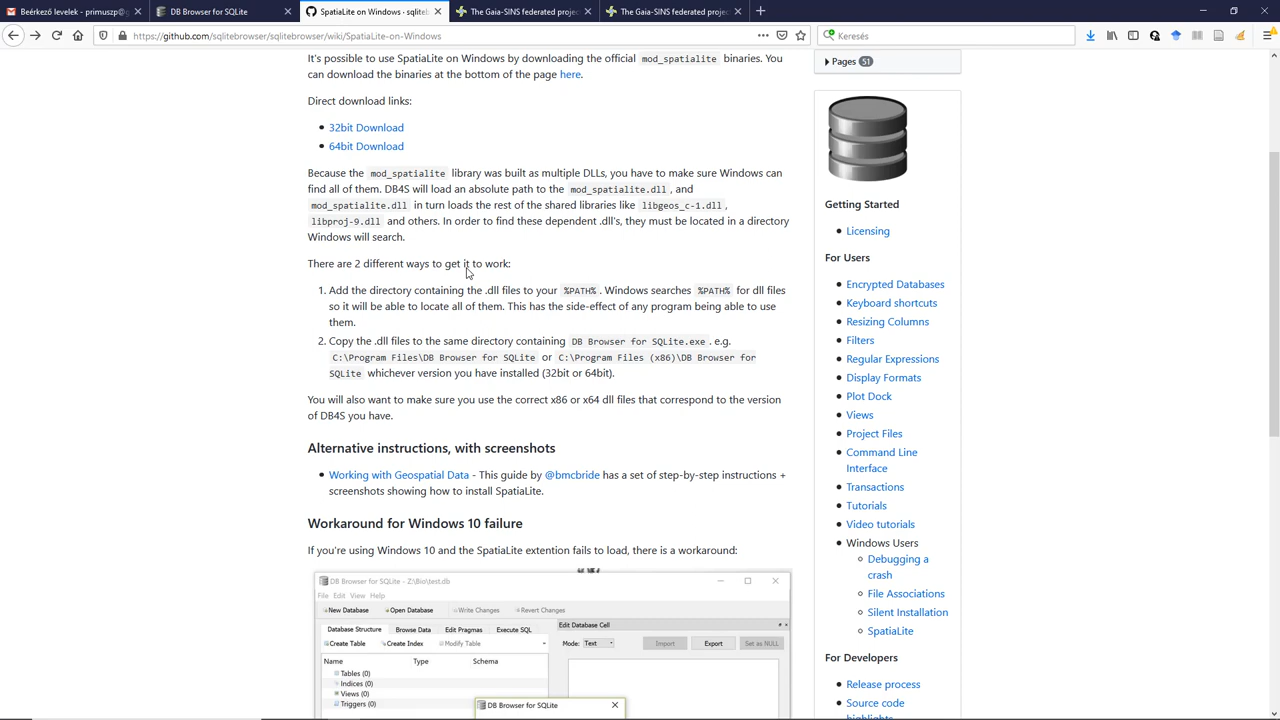 Beérkező levelek - primuszp@g
DB Browser for SQLite
SpatiaLite on Windows · sqliteb
The Gaia-SINS federated projec
The Gaia-SINS federated projec
https://github.com/sqlitebrowser/sqlitebrowser/wiki/SpatiaLite-on-Windows
Keresés
It's possible to use SpatiaLite on Windows by downloading the official mod_spatialite binaries. You
can download the binaries at the bottom of the page here.
Direct download links:
32bit Download
64bit Download
Because the mod_spatialite library was built as multiple DLLs, you have to make sure Windows can
find all of them. DB4S will load an absolute path to the mod_spatialite.dll, and
mod_spatialite.dll in turn loads the rest of the shared libraries like libgeos_c-1.dll,
libproj-9.dll and others. In order to find these dependent .dll's, they must be located in a directory
Windows will search.
There are 2 different ways to get it to work:
1. Add the directory containing the .dll files to your %PATH%. Windows searches %PATH% for dll files
so it will be able to locate all of them. This has the side-effect of any program being able to use
them.
2. Copy the .dll files to the same directory containing DB Browser for SQLite.exe. e.g.
C:\Program Files\DB Browser for SQLite or C:\Program Files (x86)\DB Browser for
SQLite whichever version you have installed (32bit or 64bit).
You will also want to make sure you use the correct x86 or x64 dll files that correspond to the version
of DB4S you have.
Alternative instructions, with screenshots
Working with Geospatial Data - This guide by @bmcbride has a set of step-by-step instructions +
screenshots showing how to install SpatiaLite.
Workaround for Windows 10 failure
If you're using Windows 10 and the SpatiaLite extention fails to load, there is a workaround:
DB Browser for SQLite - Z:\Bio\test.db
File Edit View Help
New Database Open Database Write Changes Revert Changes
Database Structure Browse Data Edit Pragmas Execute SQL
Create Table Create Index Modify Table
Name Type Schema
Tables (0)
Indices (0)
Views (0)
Triggers (0)
Edit Database Cell
Mode: Text Import Export Set as NULL
DB Browser for SQLite
Pages 51
Getting Started
Licensing
For Users
Encrypted Databases
Keyboard shortcuts
Resizing Columns
Filters
Regular Expressions
Display Formats
Plot Dock
Views
Project Files
Command Line
Interface
Transactions
Tutorials
Video tutorials
Windows Users
Debugging a
crash
File Associations
Silent Installation
SpatiaLite
For Developers
Release process
Source code
highlights